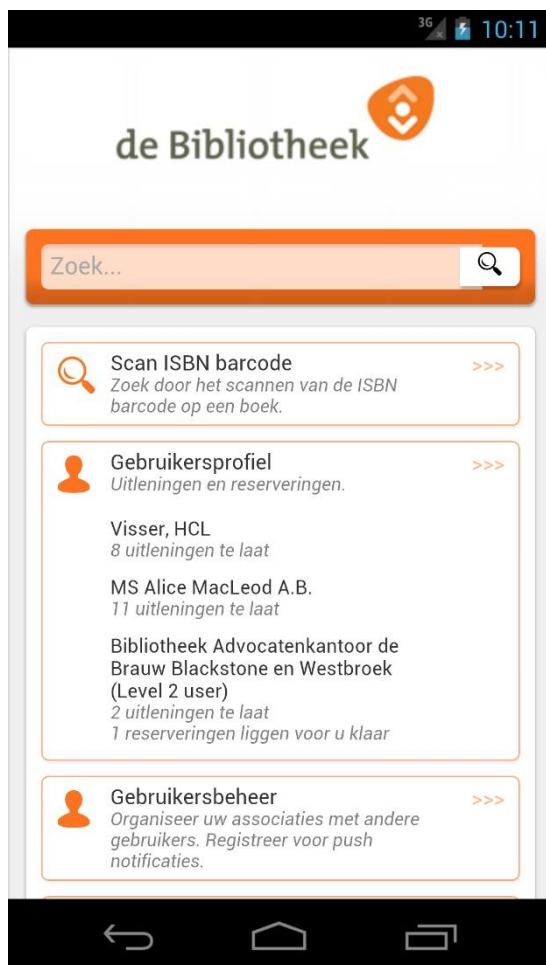 3G 10:11
de Bibliotheek
Zoek...
Scan ISBN barcode >>>
Zoek door het scannen van de ISBN
barcode op een boek.
Gebruikersprofiel >>>
Uitleningen en reserveringen.
Visser, HCL
8 uitleningen te laat
MS Alice MacLeod A.B.
11 uitleningen te laat
Bibliotheek Advocatenkantoor de
Brauw Blackstone en Westbroek
(Level 2 user)
2 uitleningen te laat
1 reserveringen liggen voor u klaar
Gebruikersbeheer >>>
Organiseer uw associaties met andere
gebruikers. Registreer voor push
notificaties.